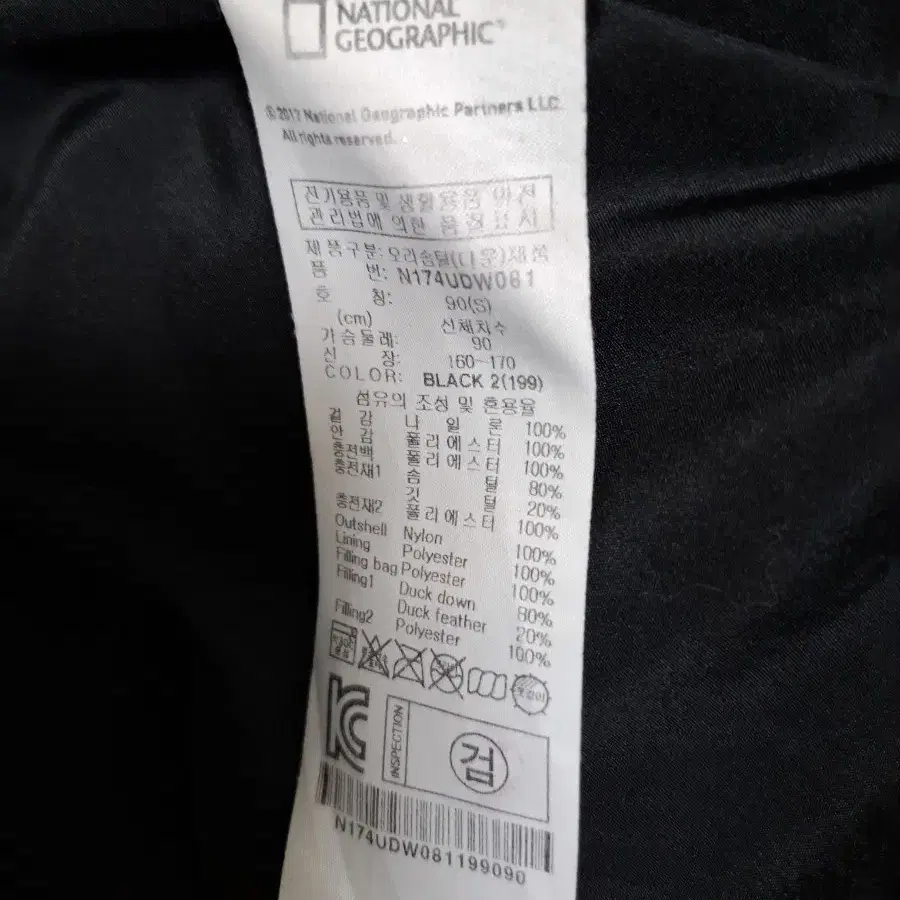 NATIONAL
GEOGRAPHIC
© 2017 National Geographic Partners LLC.
All rights reserved.
전기용품 및 생활용품 안전
관리법에 의한 품질표시
제품구분: 오리솜털(다운)제품
품 번: N174UDW081
호 칭: 90(S)
(cm) 신체치수
가슴둘레: 90
신 장: 160~170
COLOR: BLACK 2(199)
섬유의 조성 및 혼용율
겉감 나일론 100%
안감 폴리에스터 100%
충전백 폴리에스터 100%
충전재1 솜털 80%
깃털 20%
충전재2 폴리에스터 100%
Outshell Nylon 100%
Lining Polyester 100%
Filling bag Polyester 100%
Filling1 Duck down 80%
Duck feather 20%
Filling2 Polyester 100%
옷걸이
KC
INSPECTION
검
N174UDW081199090